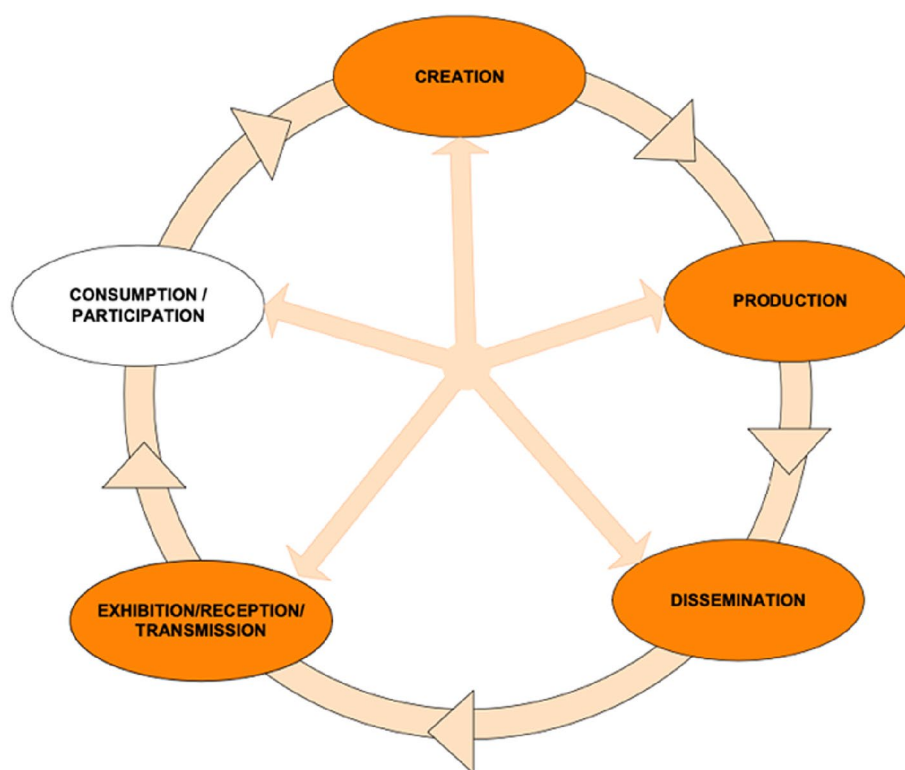 CREATION
PRODUCTION
DISSEMINATION
EXHIBITION/RECEPTION/
TRANSMISSION
CONSUMPTION /
PARTICIPATION